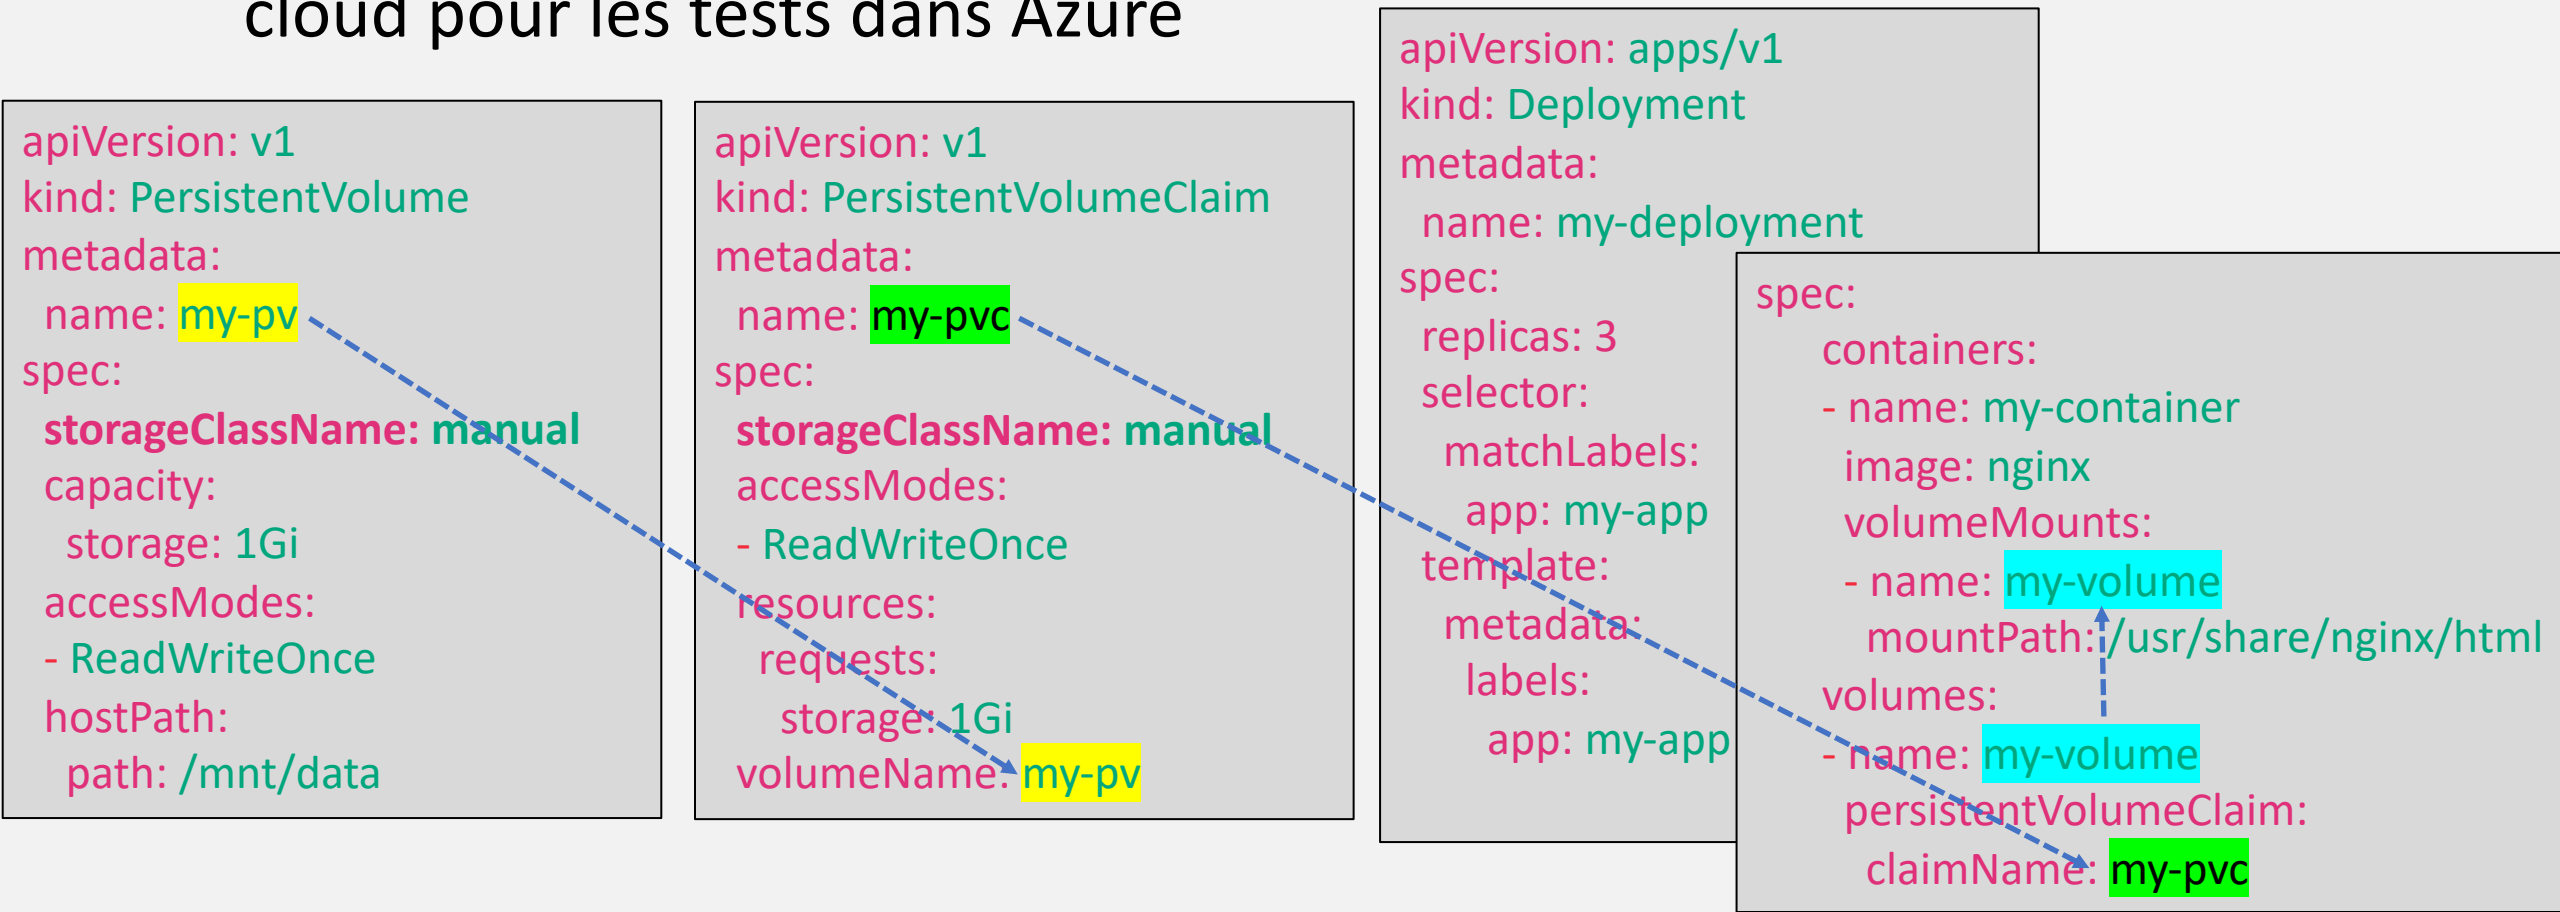 cloud pour les tests dans Azure
apiVersion: v1
kind: PersistentVolume
metadata:
name: my-pv
spec:
storageClassName: manual
capacity:
storage: 1Gi
accessModes:
- ReadWriteOnce
hostPath:
path: /mnt/data
apiVersion: v1
kind: PersistentVolumeClaim
metadata:
name: my-pvc
spec:
storageClassName: manual
accessModes:
- ReadWriteOnce
resources:
requests:
storage: 1Gi
volumeName: my-pv
apiVersion: apps/v1
kind: Deployment
metadata:
name: my-deployment
spec:
replicas: 3
selector:
matchLabels:
app: my-app
template:
metadata:
labels:
app: my-app
spec:
containers:
- name: my-container
image: nginx
volumeMounts:
- name: my-volume
mountPath: /usr/share/nginx/html
volumes:
- name: my-volume
persistentVolumeClaim:
claimName: my-pvc